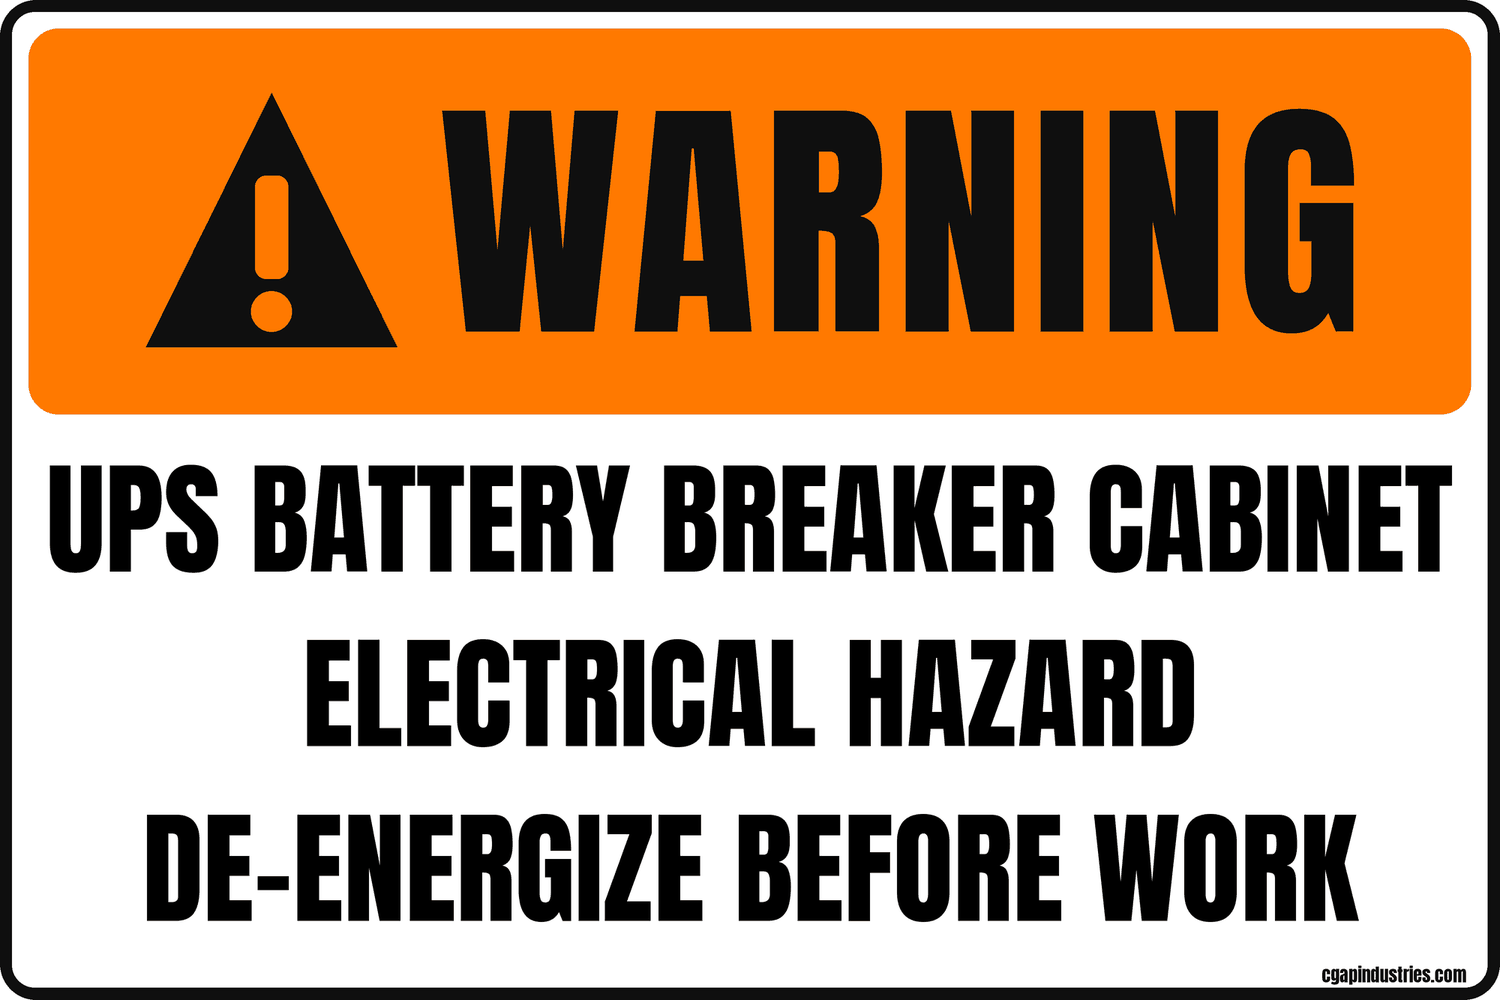 WARNING
UPS BATTERY BREAKER CABINET
ELECTRICAL HAZARD
DE-ENERGIZE BEFORE WORK
cgapindustries.com